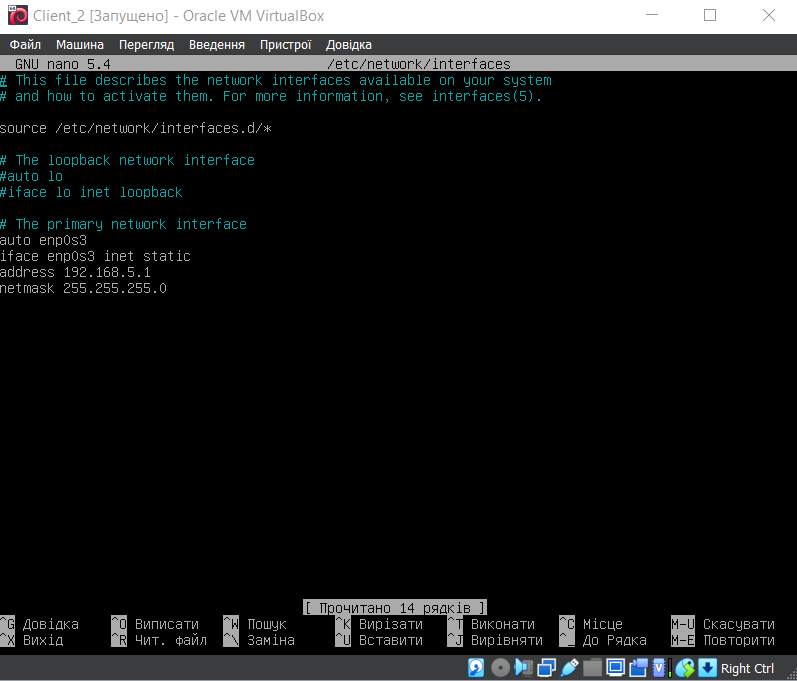 Client_2 [Запущено] - Oracle VM VirtualBox
Файл Машина Перегляд Введення Пристрої Довідка
GNU nano 5.4 /etc/network/interfaces
# This file describes the network interfaces available on your system
# and how to activate them. For more information, see interfaces(5).
source /etc/network/interfaces.d/*
# The loopback network interface
#auto lo
#iface lo inet loopback
# The primary network interface
auto enp0s3
iface enp0s3 inet static
address 192.168.5.1
netmask 255.255.255.0
[ Прочитано 14 рядків ]
^G Довідка ^O Виписати ^W Пошук ^K Вирізати ^T Виконати ^C Місце M-U Скасувати
^X Вихід ^R Чит. файл ^\ Заміна ^U Вставити ^J Вирівняти ^_ До Рядка M-E Повторити
Right Ctrl